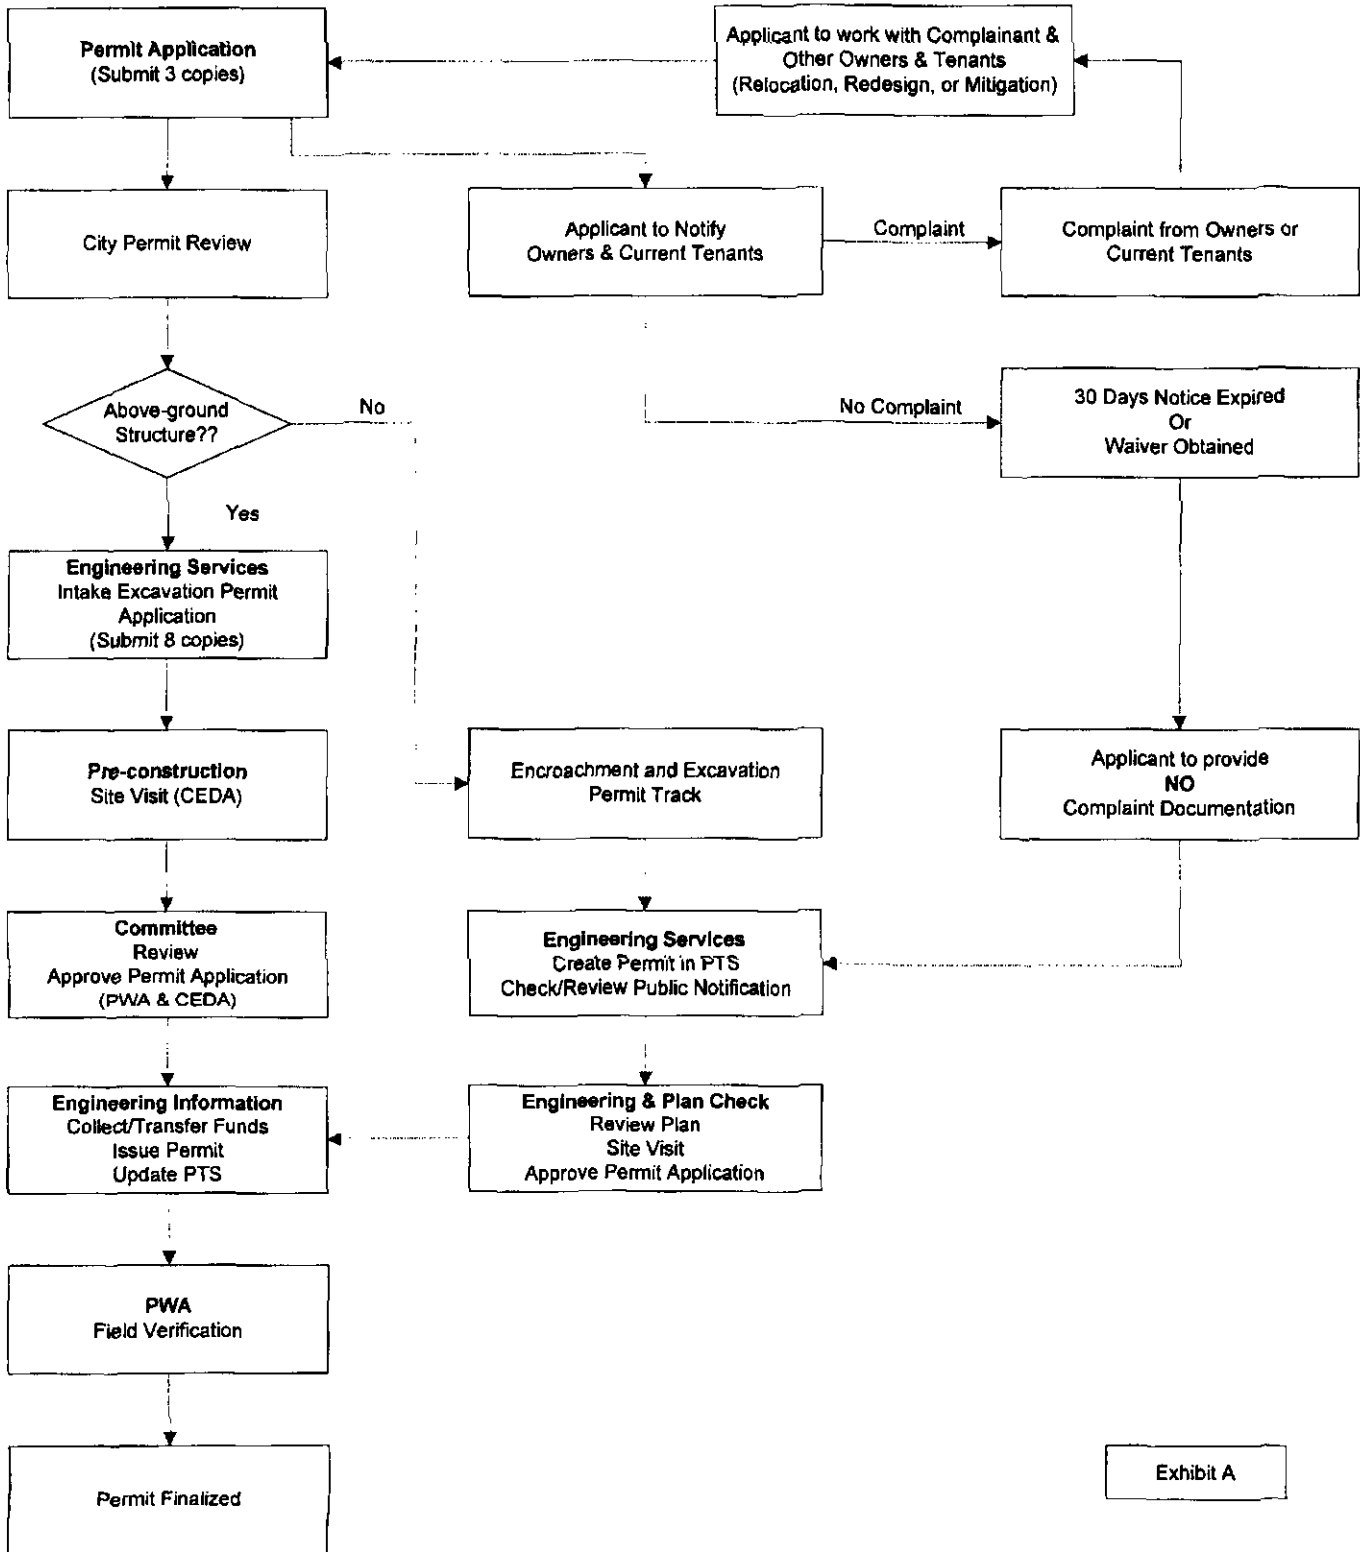 Permit Application
(Submit 3 copies)
Applicant to work with Complainant &
Other Owners & Tenants
(Relocation, Redesign, or Mitigation)
City Permit Review
Applicant to Notify
Owners & Current Tenants
Complaint
Complaint from Owners or
Current Tenants
Above-ground
Structure??
No
No Complaint
30 Days Notice Expired
Or
Waiver Obtained
Yes
Engineering Services
Intake Excavation Permit
Application
(Submit 8 copies)
Pre-construction
Site Visit (CEDA)
Encroachment and Excavation
Permit Track
Applicant to provide
NO
Complaint Documentation
Committee
Review
Approve Permit Application
(PWA & CEDA)
Engineering Services
Create Permit in PTS
Check/Review Public Notification
Engineering Information
Collect/Transfer Funds
Issue Permit
Update PTS
Engineering & Plan Check
Review Plan
Site Visit
Approve Permit Application
PWA
Field Verification
Permit Finalized
Exhibit A